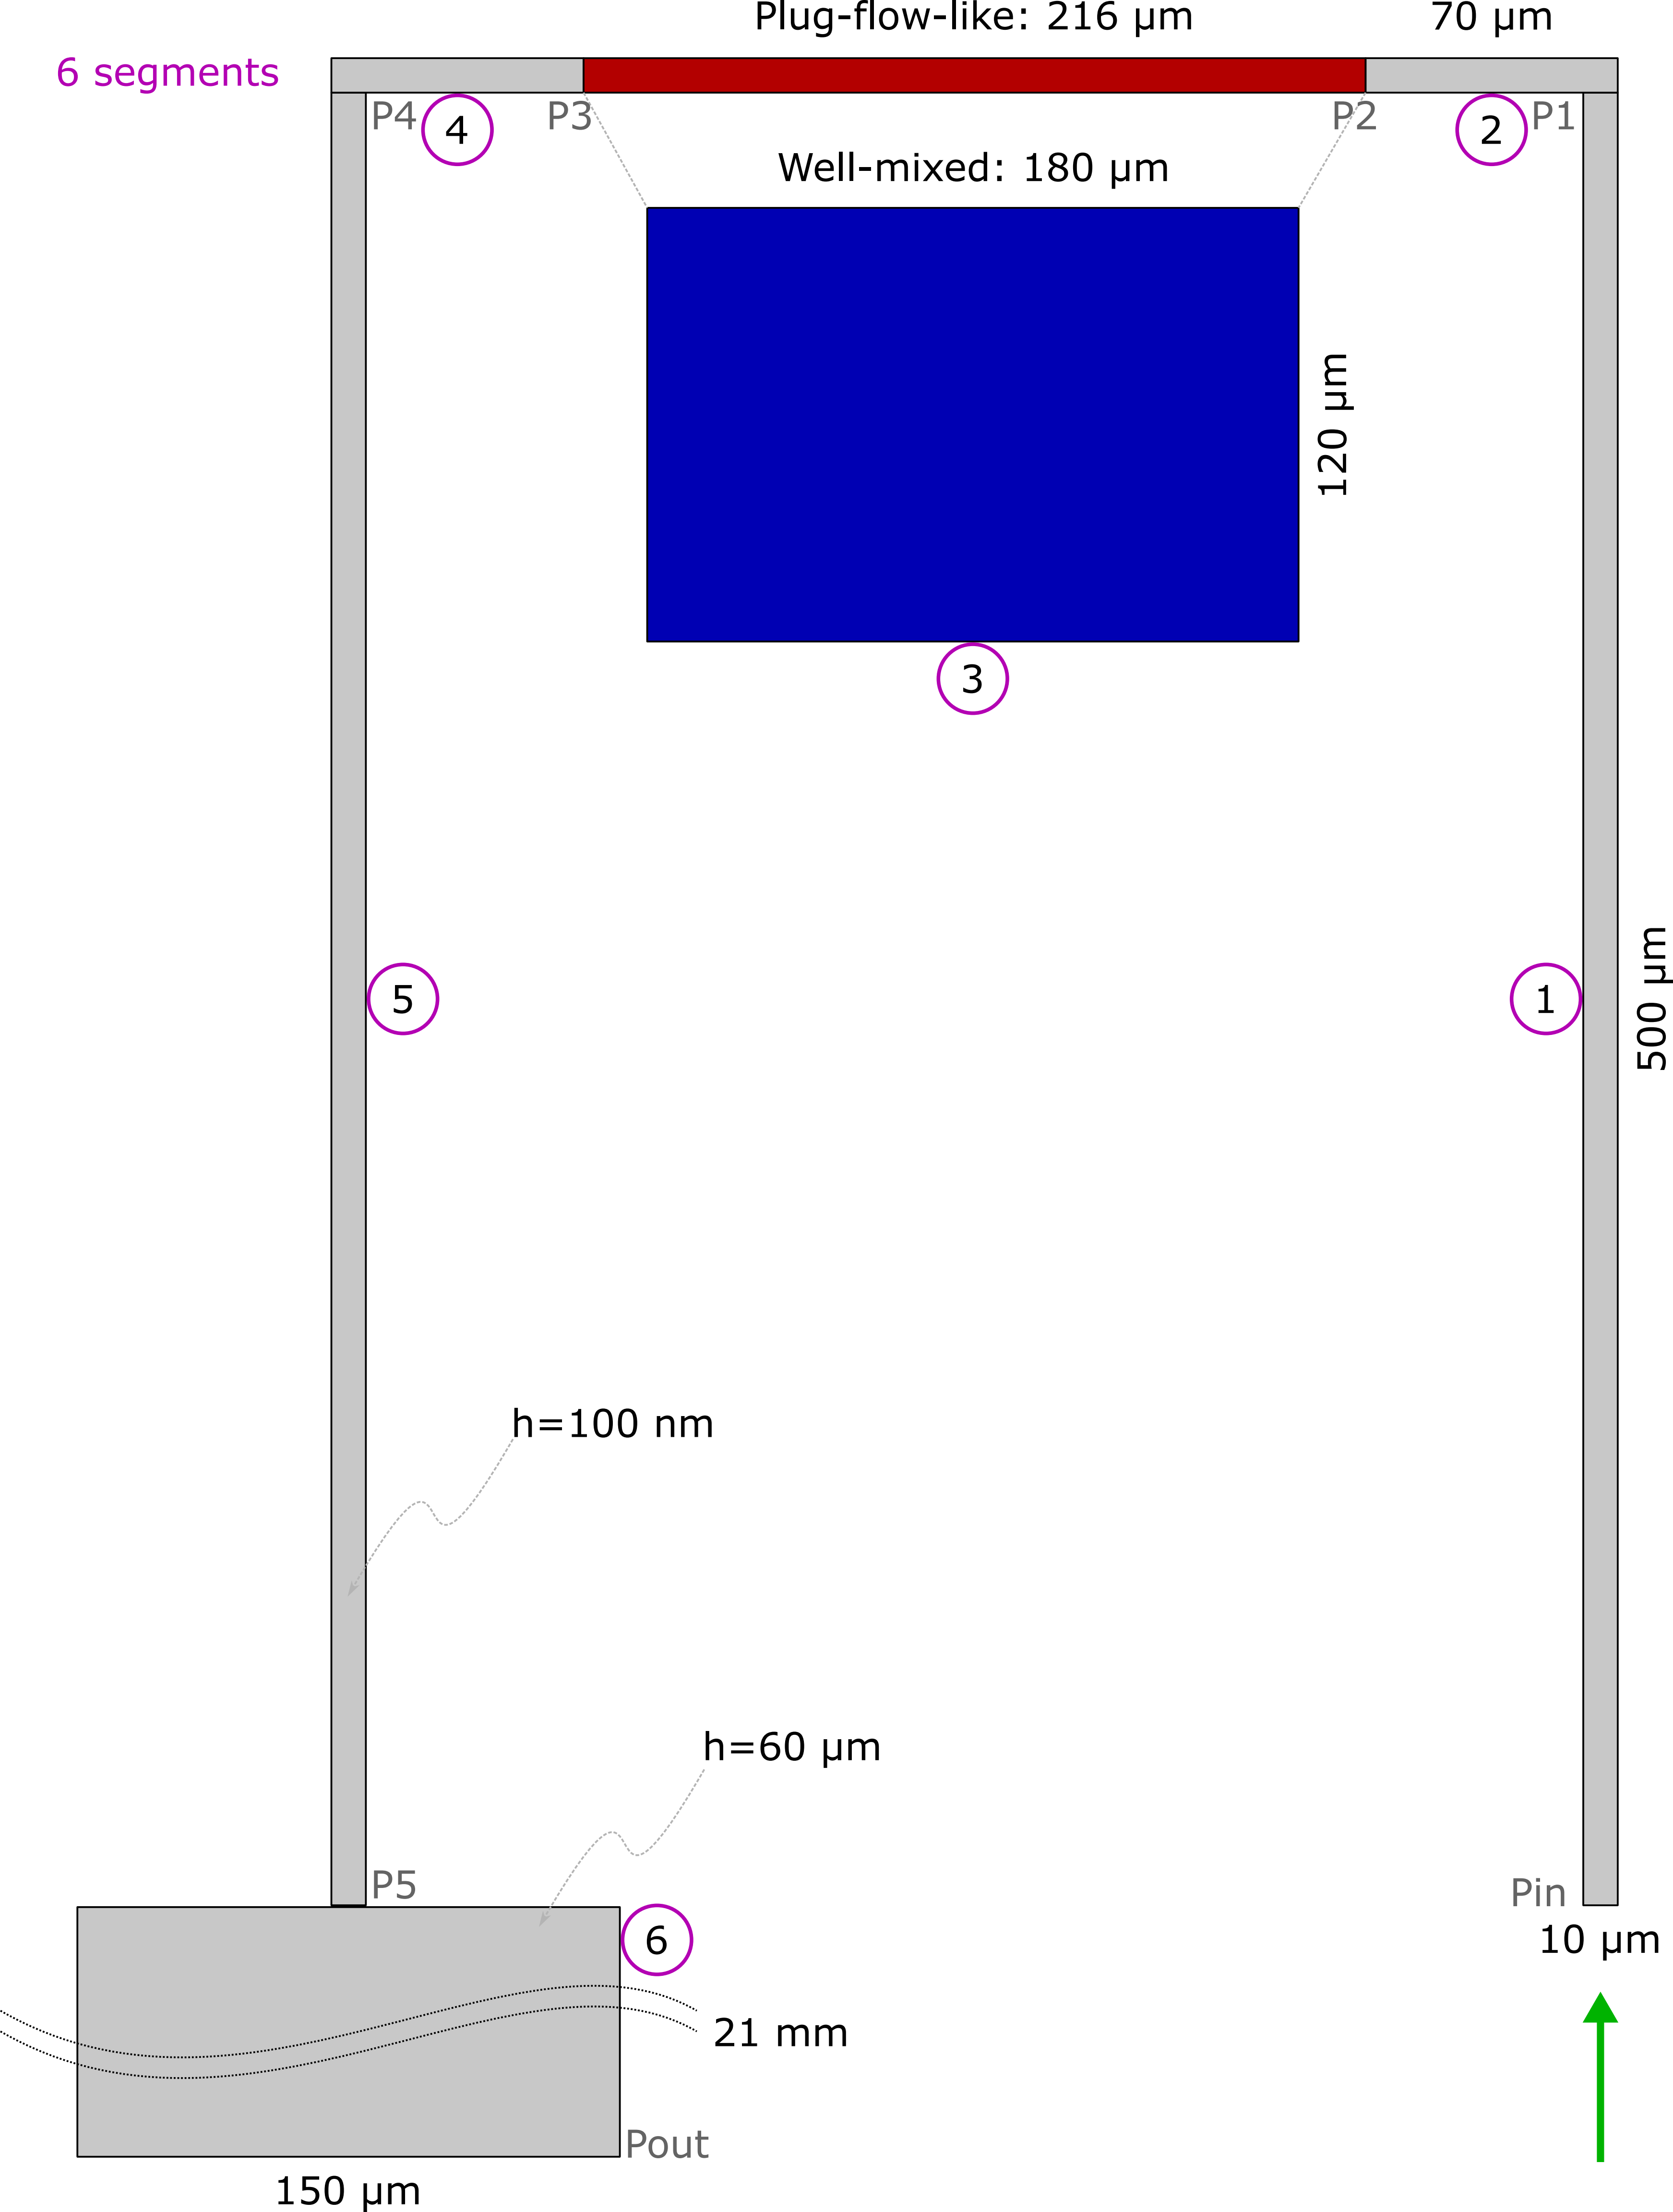 Plug-flow-like: 216 µm
70 µm
6 segments
P4
4
P3
P2
2
P1
Well-mixed: 180 µm
120 µm
3
5
1
500 µm
h=100 nm
h=60 µm
P5
Pin
6
10 µm
21 mm
Pout
150 µm